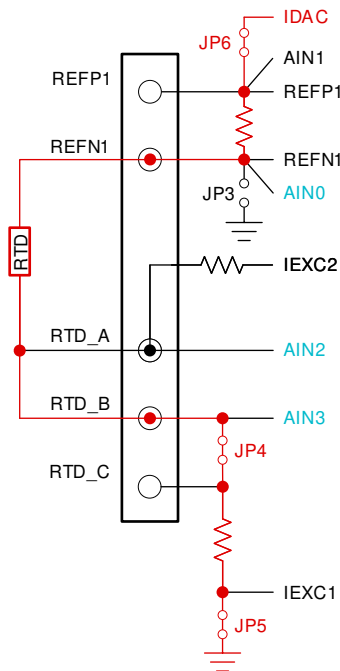 IDAC
JP6
AIN1
REFP1
REFP1
REFN1
REFN1
JP3
AIN0
RTD
IEXC2
RTD_A
AIN2
RTD_B
AIN3
JP4
RTD_C
IEXC1
JP5